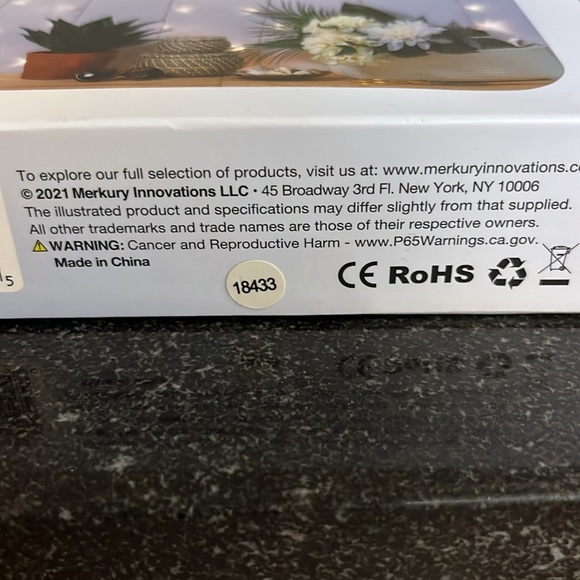 To explore our full selection of products, visit us at: www.merkuryinnovations.c
© 2021 Merkury Innovations LLC • 45 Broadway 3rd Fl. New York, NY 10006
The illustrated product and specifications may differ slightly from that supplied.
All other trademarks and trade names are those of their respective owners.
⚠WARNING: Cancer and Reproductive Harm - www.P65Warnings.ca.gov.
Made in China
5
18433
CE RoHS